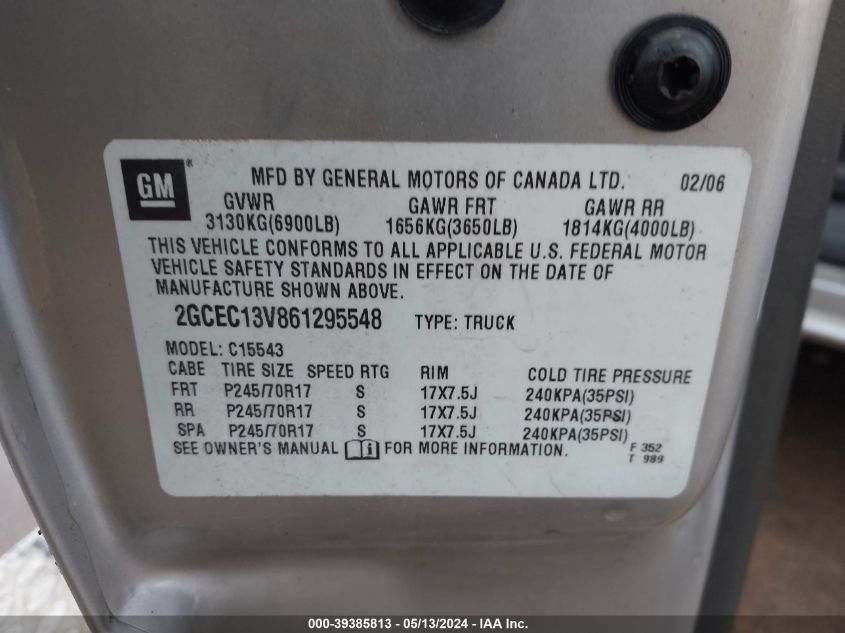 GM ®
MFD BY GENERAL MOTORS OF CANADA LTD. 02/06
GVWR GAWR FRT GAWR RR
3130KG(6900LB) 1656KG(3650LB) 1814KG(4000LB)
THIS VEHICLE CONFORMS TO ALL APPLICABLE U.S. FEDERAL MOTOR
VEHICLE SAFETY STANDARDS IN EFFECT ON THE DATE OF
MANUFACTURE SHOWN ABOVE.
2GCEC13V861295548 TYPE: TRUCK
MODEL: C15543
CABE TIRE SIZE SPEED RTG RIM COLD TIRE PRESSURE
FRT P245/70R17 S 17X7.5J 240KPA(35PSI)
RR P245/70R17 S 17X7.5J 240KPA(35PSI)
SPA P245/70R17 S 17X7.5J 240KPA(35PSI)
SEE OWNER'S MANUAL i FOR MORE INFORMATION. F 352
T 989
000-39385813 - 05/13/2024 - IAA Inc.